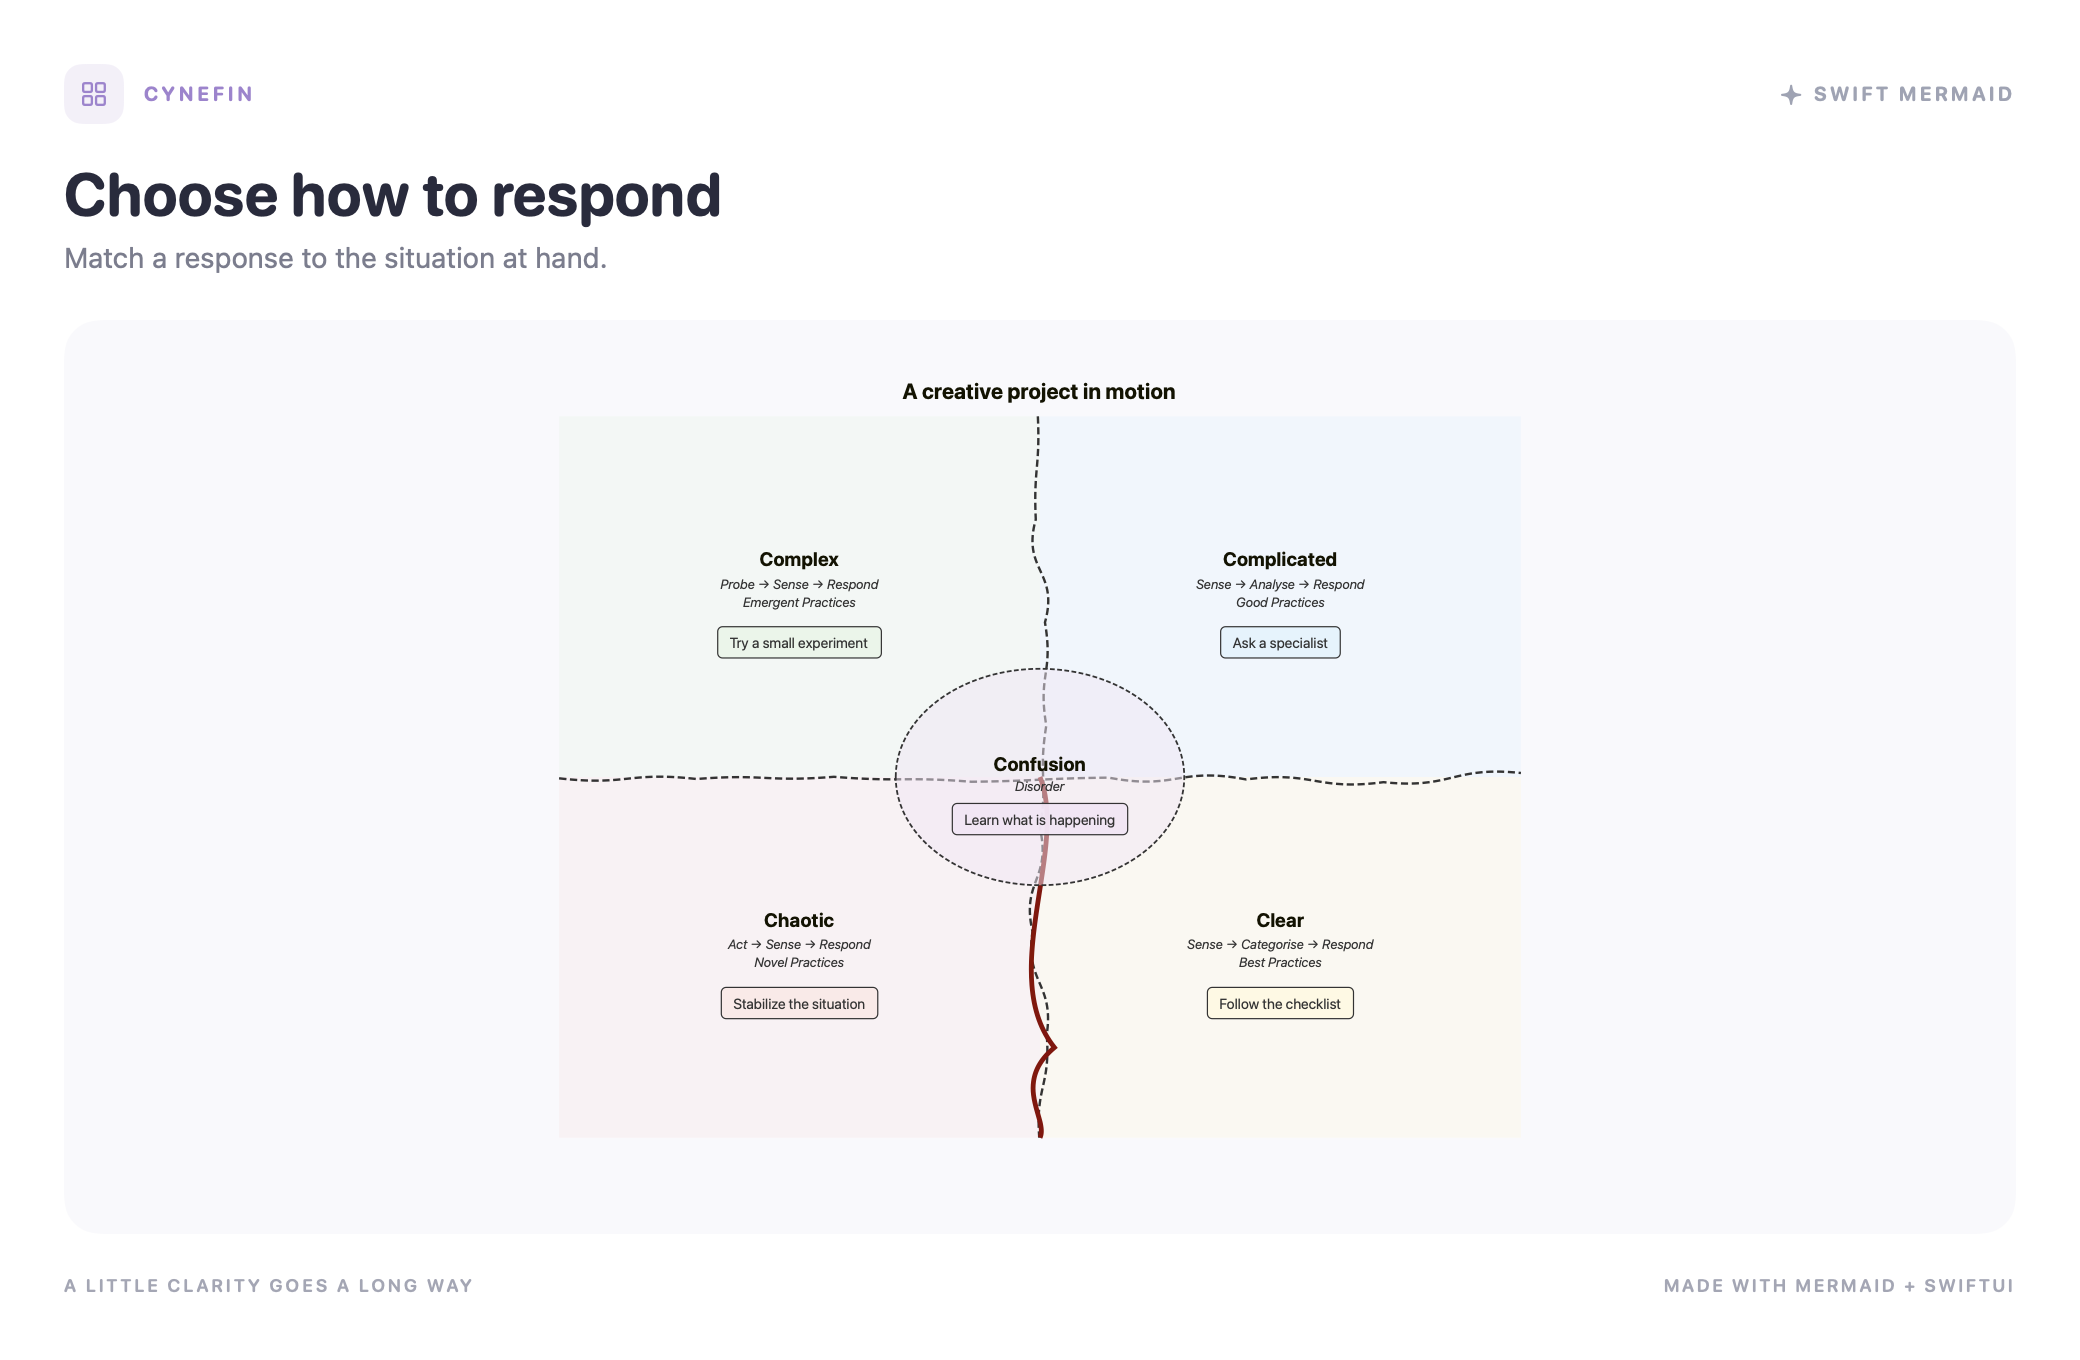 CYNEFIN
SWIFT MERMAID
Choose how to respond
Match a response to the situation at hand.
A creative project in motion
Complex
Probe → Sense → Respond
Emergent Practices
Try a small experiment
Complicated
Sense → Analyse → Respond
Good Practices
Ask a specialist
Confusion
Disorder
Learn what is happening
Chaotic
Act → Sense → Respond
Novel Practices
Stabilize the situation
Clear
Sense → Categorise → Respond
Best Practices
Follow the checklist
A LITTLE CLARITY GOES A LONG WAY
MADE WITH MERMAID + SWIFTUI